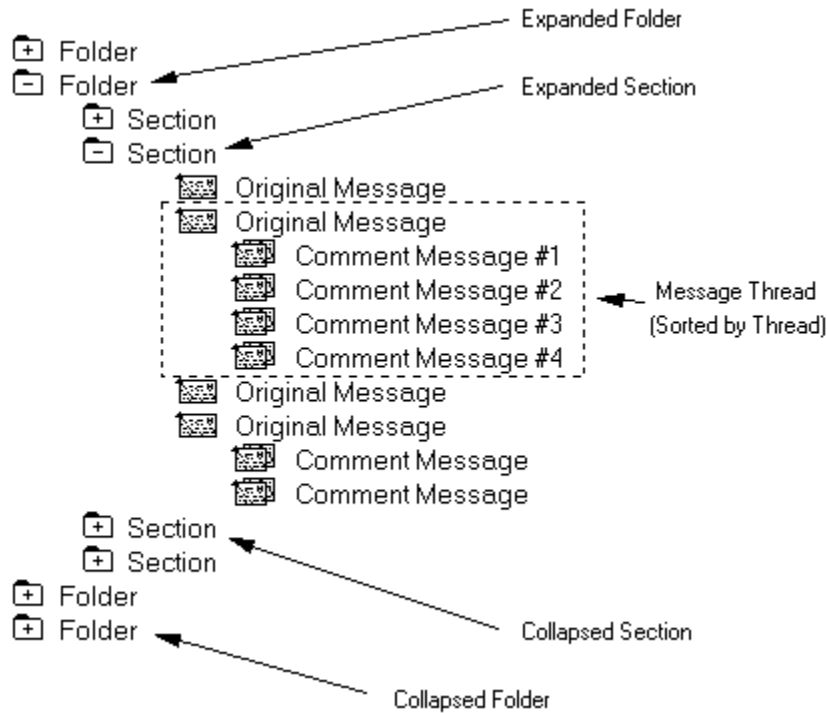 Expanded Folder
Folder
Folder
Expanded Section
Section
Section
Original Message
Original Message
Comment Message #1
Comment Message #2
Message Thread
(Sorted by Thread)
Comment Message #3
Comment Message #4
Original Message
Original Message
Comment Message
Comment Message
Section
Section
Folder
Folder
Collapsed Section
Collapsed Folder